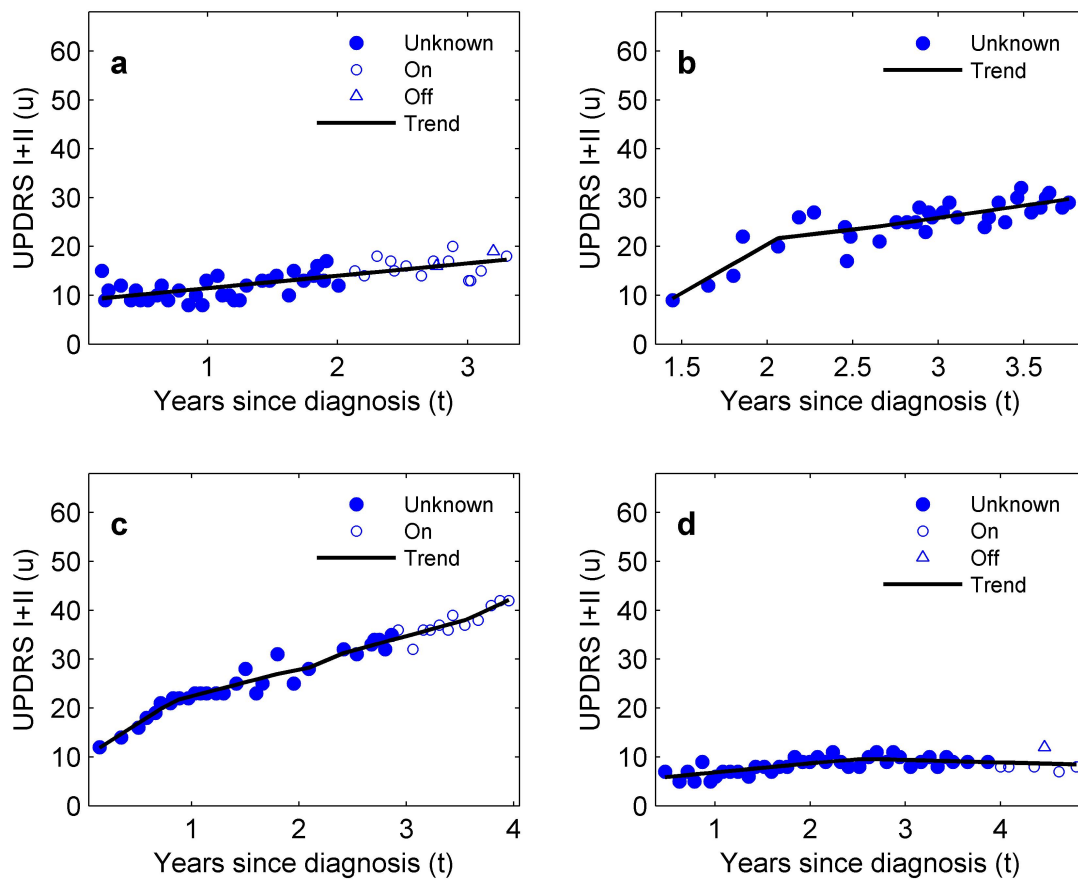 a
Unknown
On
Off
Trend
UPDRS I+II (u)
60
50
40
30
20
10
0
1
2
3
Years since diagnosis (t)
b
Unknown
Trend
UPDRS I+II (u)
60
50
40
30
20
10
0
1.5
2
2.5
3
3.5
Years since diagnosis (t)
c
Unknown
On
Trend
UPDRS I+II (u)
60
50
40
30
20
10
0
1
2
3
4
Years since diagnosis (t)
d
Unknown
On
Off
Trend
UPDRS I+II (u)
60
50
40
30
20
10
0
1
2
3
4
Years since diagnosis (t)